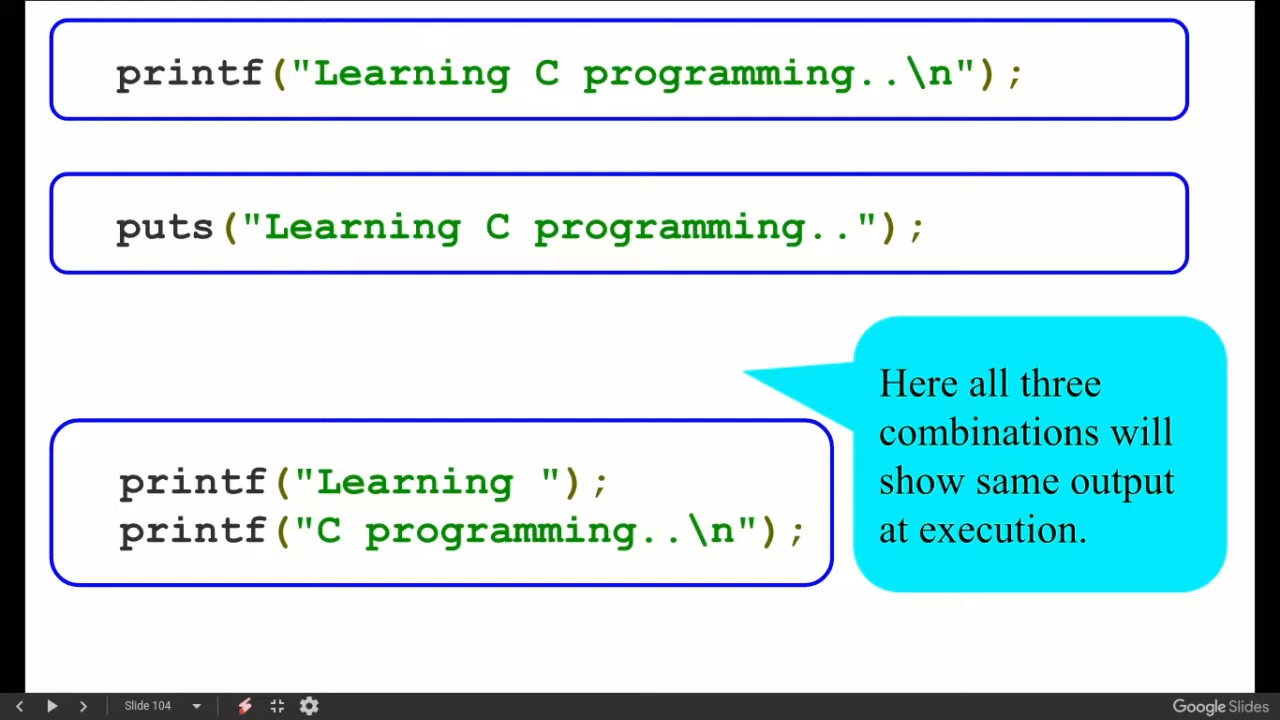 printf("Learning C programming..\n");
puts("Learning C programming..");
Here all three
combinations will
show same output
at execution.
printf("Learning ");
printf("C programming..\n");
Slide 104
Google Slides